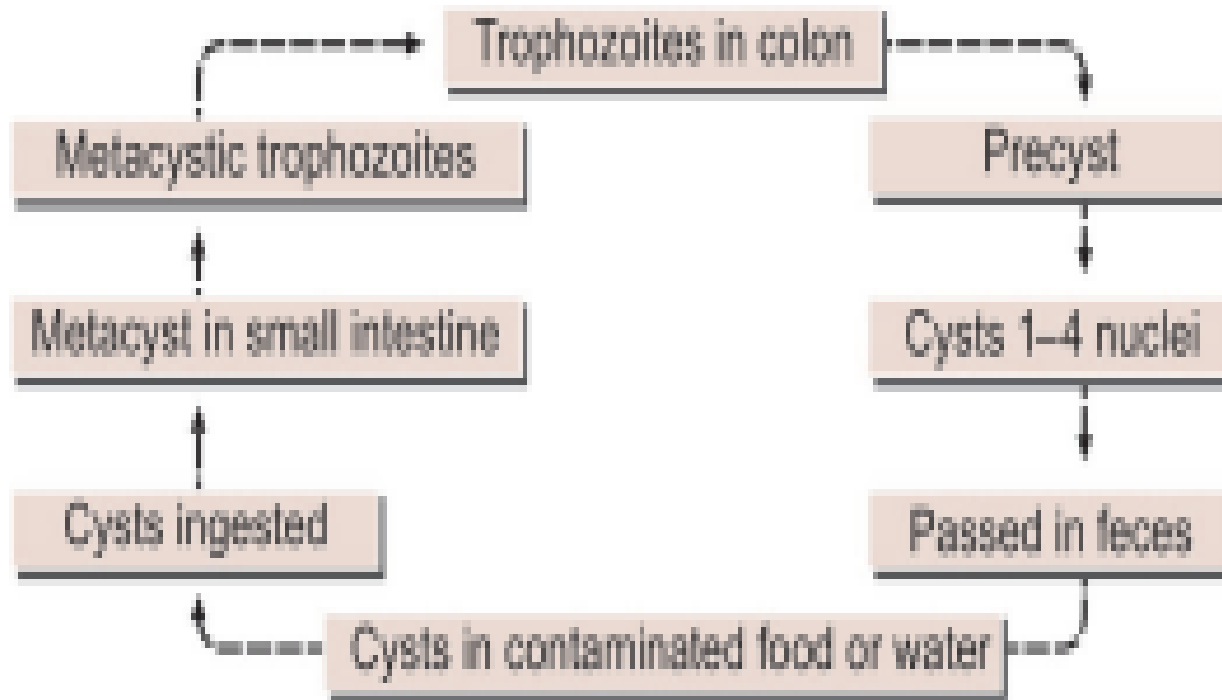 Trophozoites in colon
Precyst
Cysts 1–4 nuclei
Passed in feces
Cysts in contaminated food or water
Cysts ingested
Metacyst in small intestine
Metacystic trophozoites